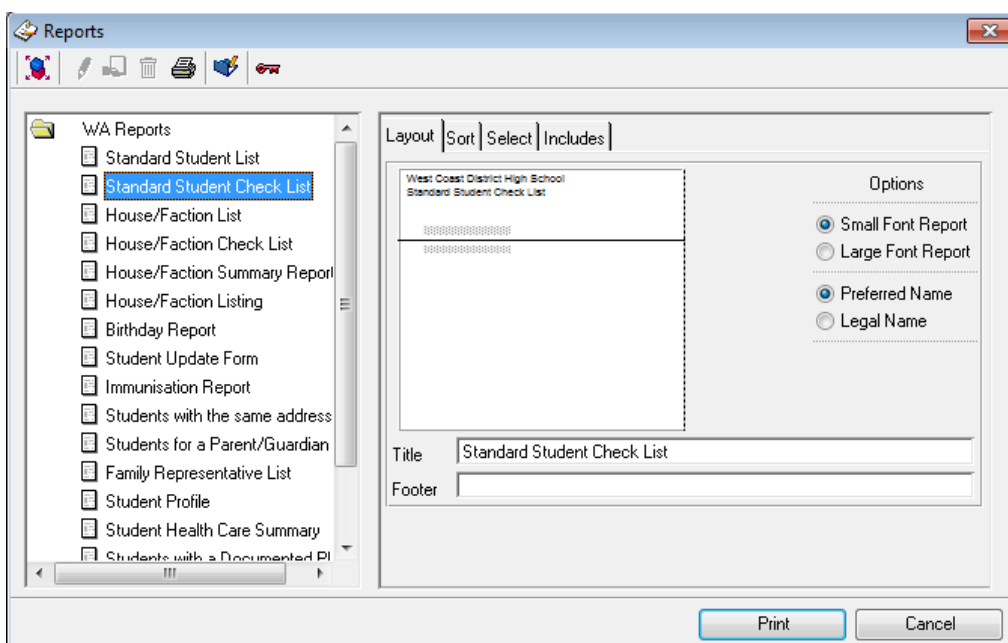 Reports
WA Reports
Standard Student List
Standard Student Check List
House/Faction List
House/Faction Check List
House/Faction Summary Report
House/Faction Listing
Birthday Report
Student Update Form
Immunisation Report
Students with the same address
Students for a Parent/Guardian
Family Representative List
Student Profile
Student Health Care Summary
Students with a Documented Pl
Layout Sort Select Includes
West Coast District High School
Standard Student Check List
Options
Small Font Report
Large Font Report
Preferred Name
Legal Name
Title Standard Student Check List
Footer
Print Cancel